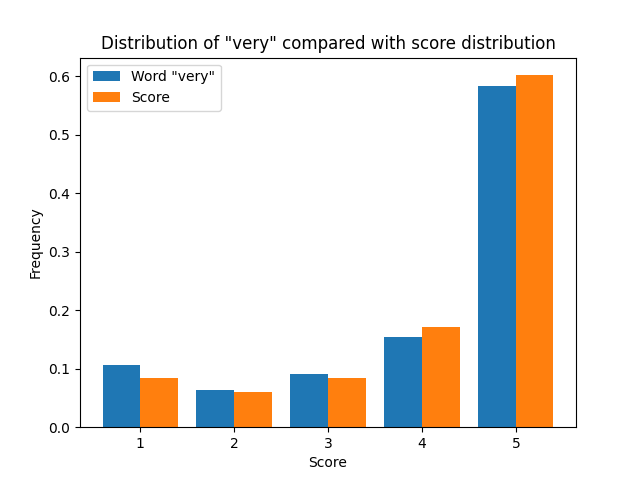 Distribution of "very" compared with score distribution
Word "very"
Score
0.6
0.5
0.4
0.3
0.2
0.1
0.0
Frequency
1 2 3 4 5
Score